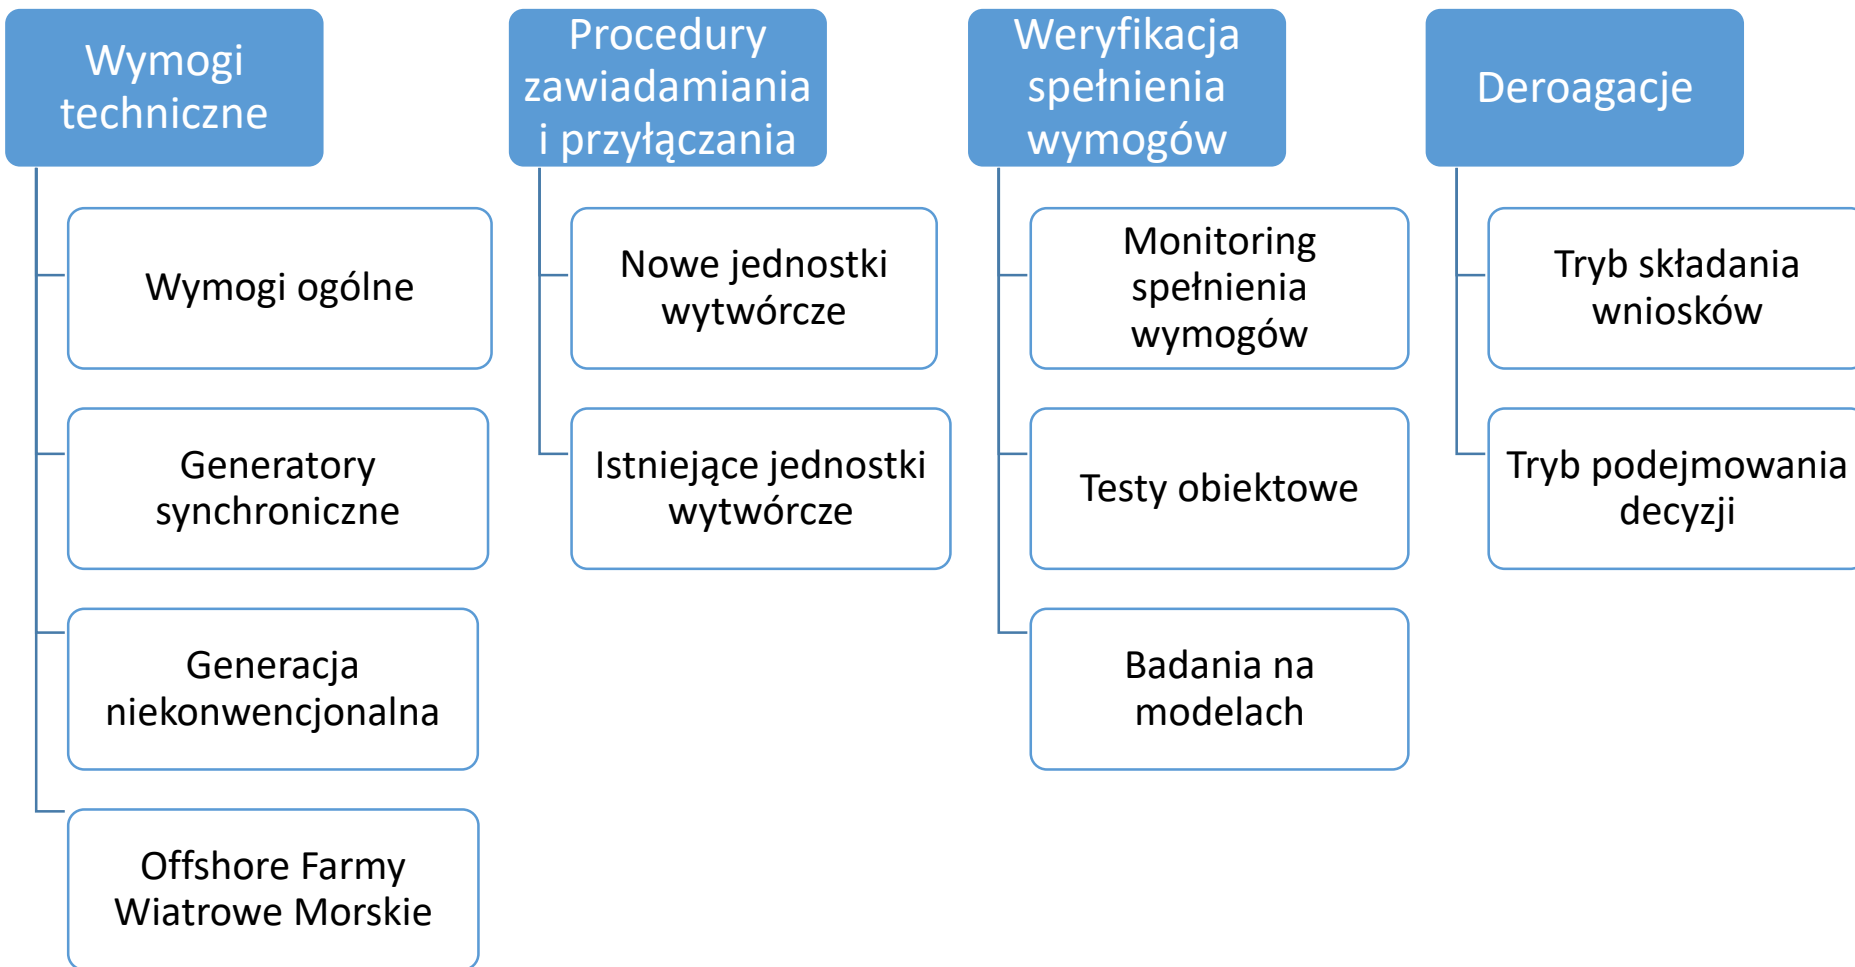 Wymogi
techniczne
Wymogi ogólne
Generatory
synchroniczne
Generacja
niekonwencjonalna
Offshore Farmy
Wiatrowe Morskie
Procedury
zawiadamiania
i przyłączania
Nowe jednostki
wytwórcze
Istniejące jednostki
wytwórcze
Weryfikacja
spełnienia
wymogów
Monitoring
spełnienia
wymogów
Testy obiektowe
Badania na
modelach
Deroagacje
Tryb składania
wniosków
Tryb podejmowania
decyzji